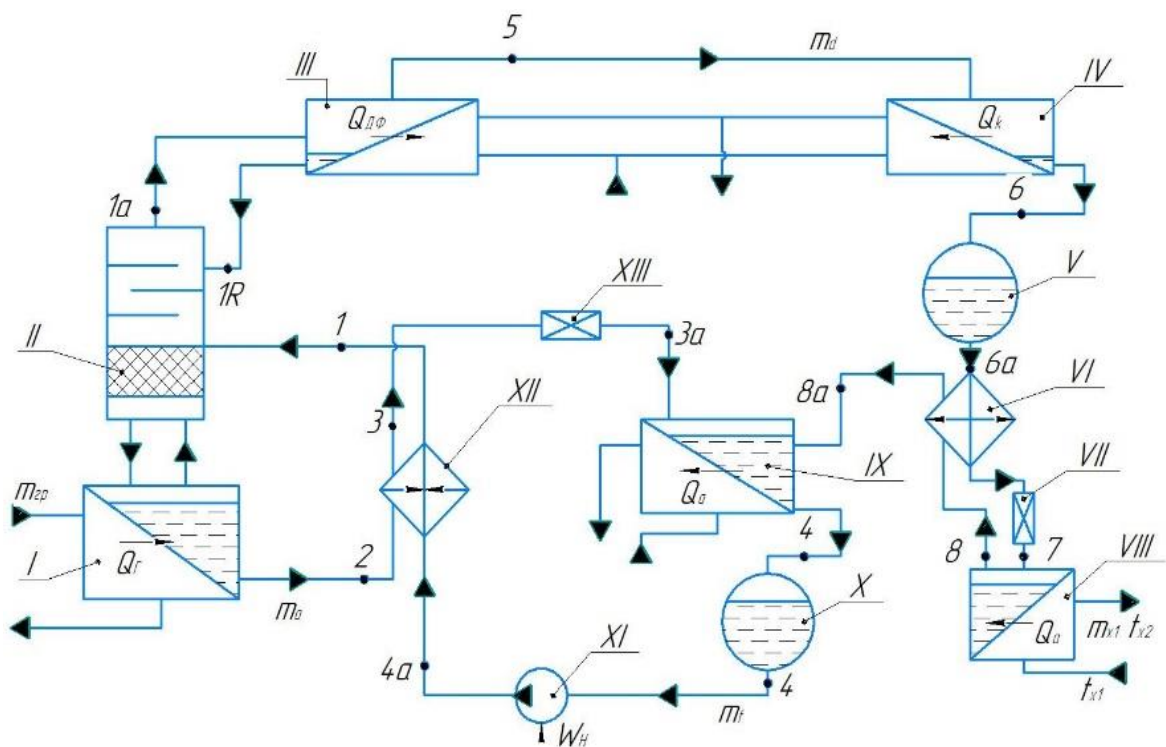 5
m_d
III
IV
Q_ДФ
Q_k
1a
6
XIII
V
1R
1
3a
6a
II
XII
8a
VI
3
IX
VII
m_гр
Q_a
4
I
Q_г
2
8
7
VIII
m_a
X
Q_a
m_x1 t_x2
4a
XI
4
t_x1
m_f
W_H